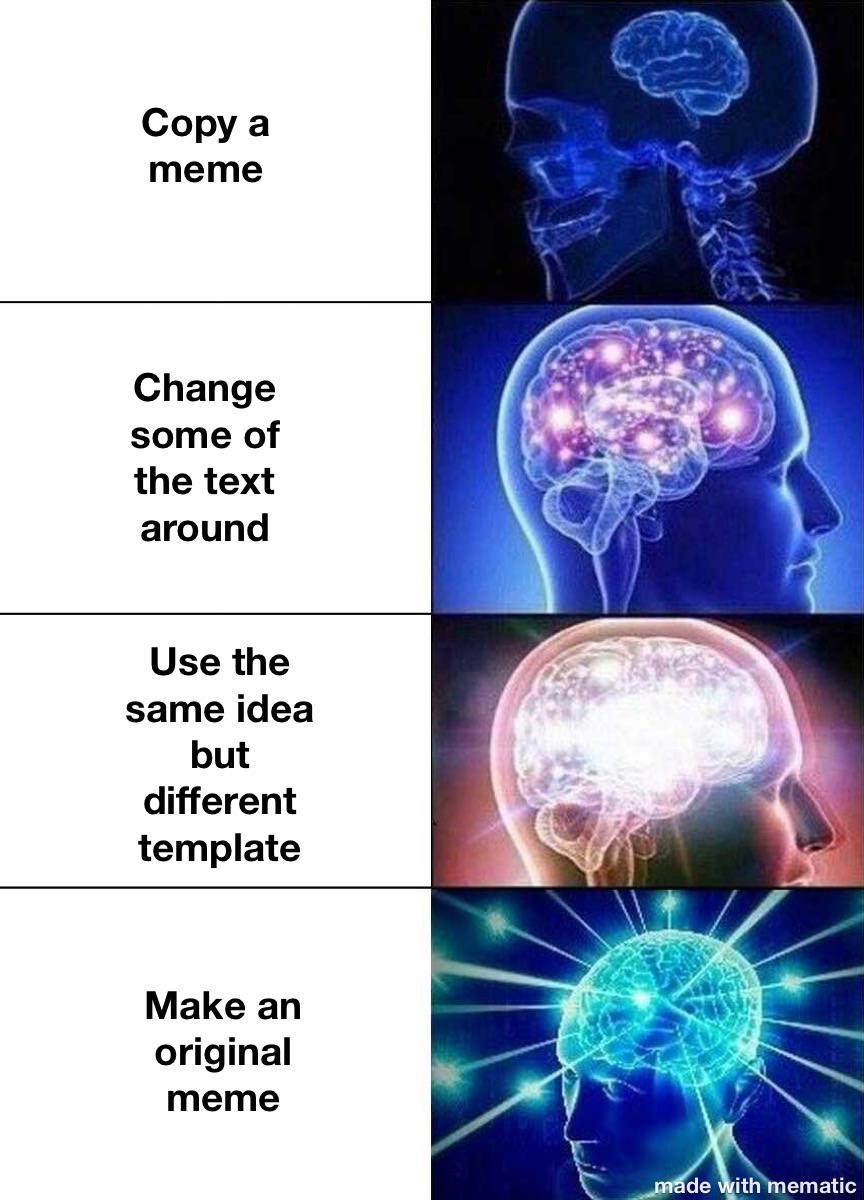 Copy a
meme
Change
some of
the text
around
Use the
same idea
but
different
template
Make an
original
meme
made with mematic